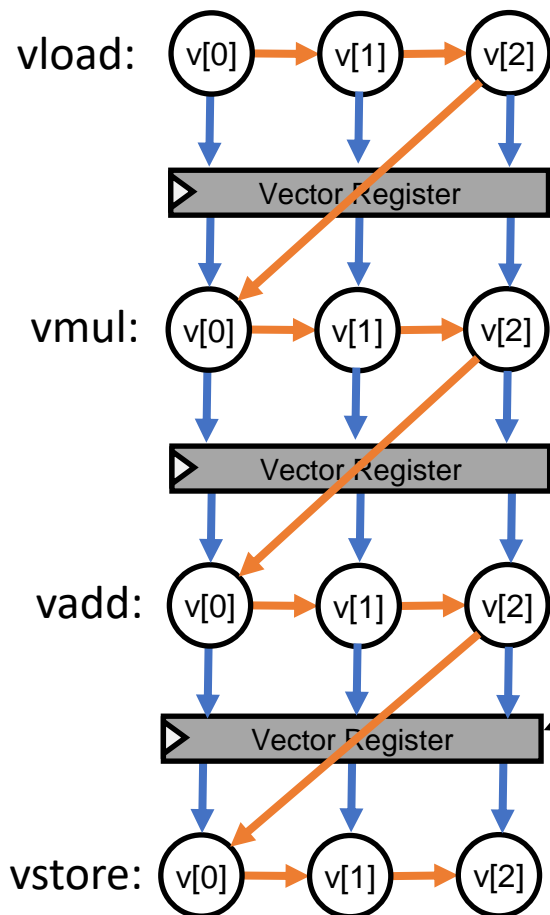 vload: v[0] v[1] v[2]
Vector Register
vmul: v[0] v[1] v[2]
Vector Register
vadd: v[0] v[1] v[2]
Vector Register
vstore: v[0] v[1] v[2]